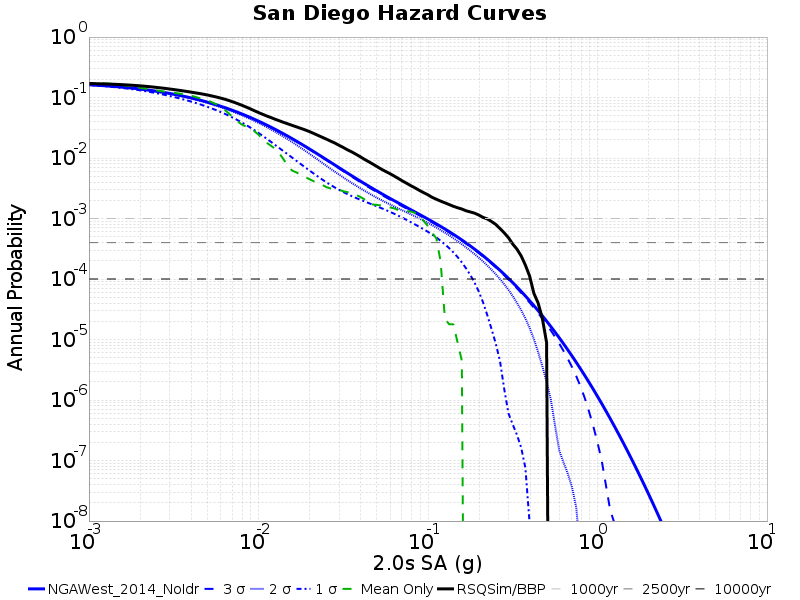 San Diego Hazard Curves
10^0
10^-1
10^-2
10^-3
10^-4
10^-5
10^-6
10^-7
10^-8
Annual Probability
10^-3
10^-2
10^-1
10^0
10^1
2.0s SA (g)
NGAWest_2014_NoIdr
3 σ
2 σ
1 σ
Mean Only
RSQSim/BBP
1000yr
2500yr
10000yr